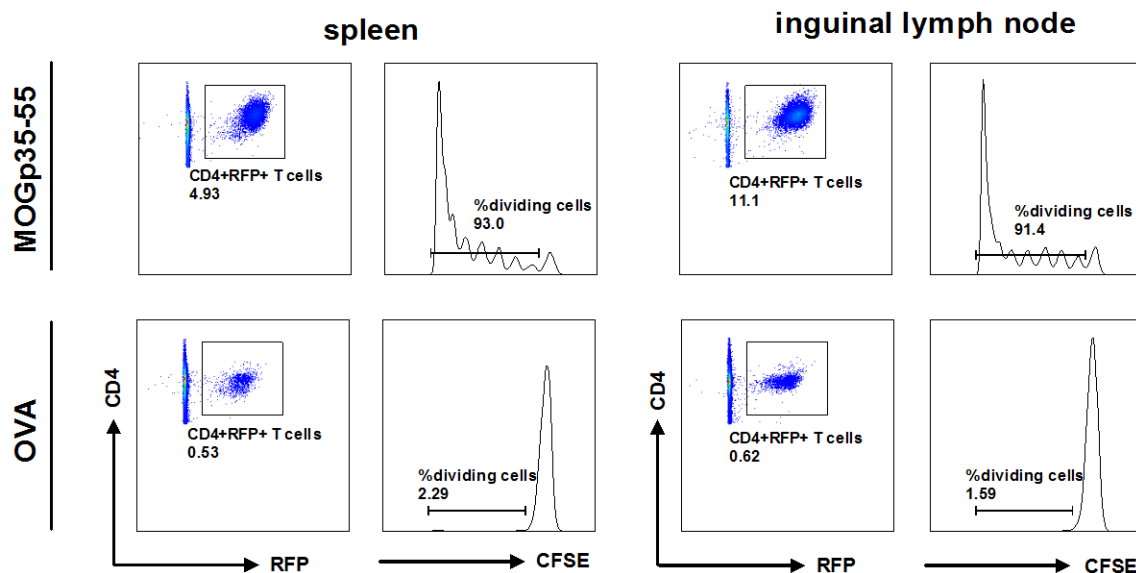 spleen
inguinal lymph node
MOGp35-55
CD4+RFP+ T cells
4.93
%dividing cells
93.0
CD4+RFP+ T cells
11.1
%dividing cells
91.4
OVA
CD4
CD4+RFP+ T cells
0.53
%dividing cells
2.29
CD4
CD4+RFP+ T cells
0.62
%dividing cells
1.59
RFP
CFSE
RFP
CFSE